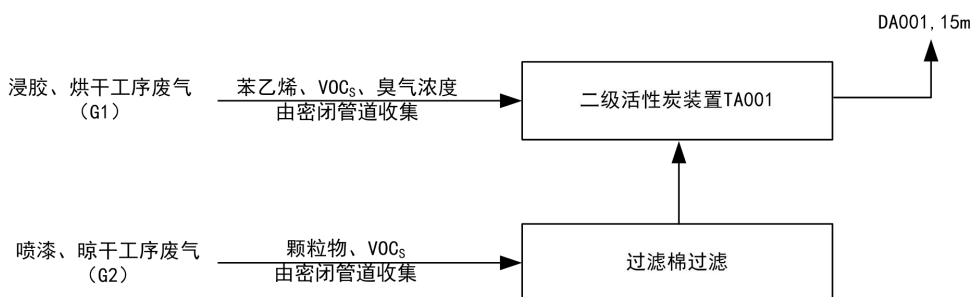 DA001,15m
浸胶、烘干工序废气
（G1）
苯乙烯、VOCs、臭气浓度
由密闭管道收集
二级活性炭装置TA001
喷漆、晾干工序废气
（G2）
颗粒物、VOCs
由密闭管道收集
过滤棉过滤